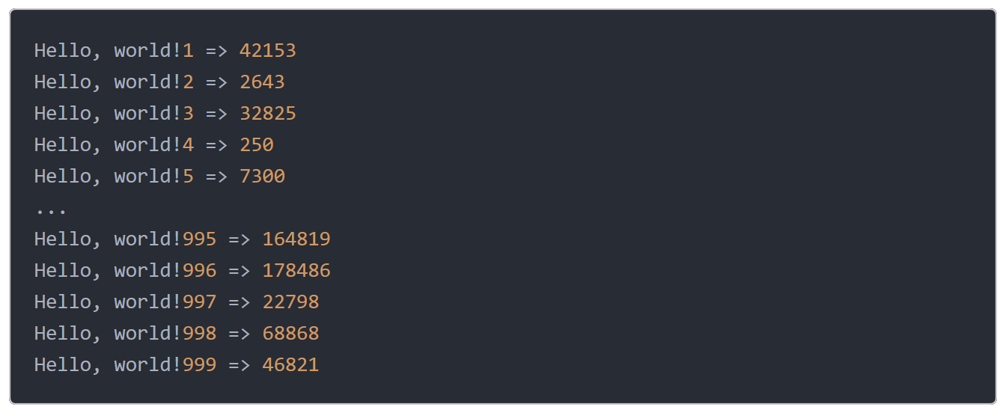 Hello, world!1 => 42153
Hello, world!2 => 2643
Hello, world!3 => 32825
Hello, world!4 => 250
Hello, world!5 => 7300
...
Hello, world!995 => 164819
Hello, world!996 => 178486
Hello, world!997 => 22798
Hello, world!998 => 68868
Hello, world!999 => 46821